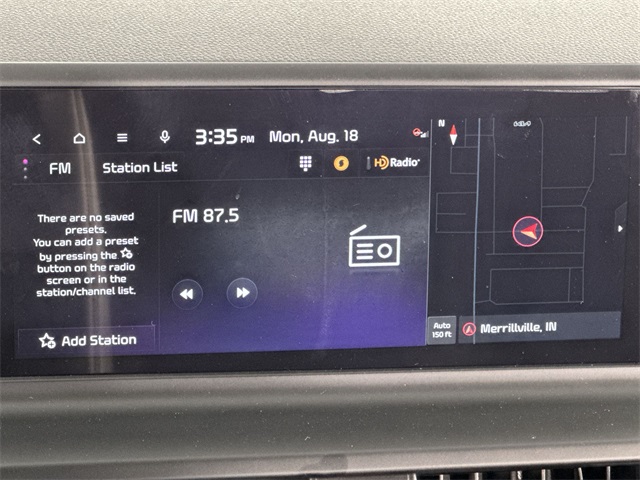 3:35 PM Mon, Aug. 18
FM Station List
HD Radio
There are no saved
presets.
You can add a preset
by pressing the
button on the radio
screen or in the
station/channel list.
Add Station
FM 87.5
N
Auto
150 ft
Merrillville, IN